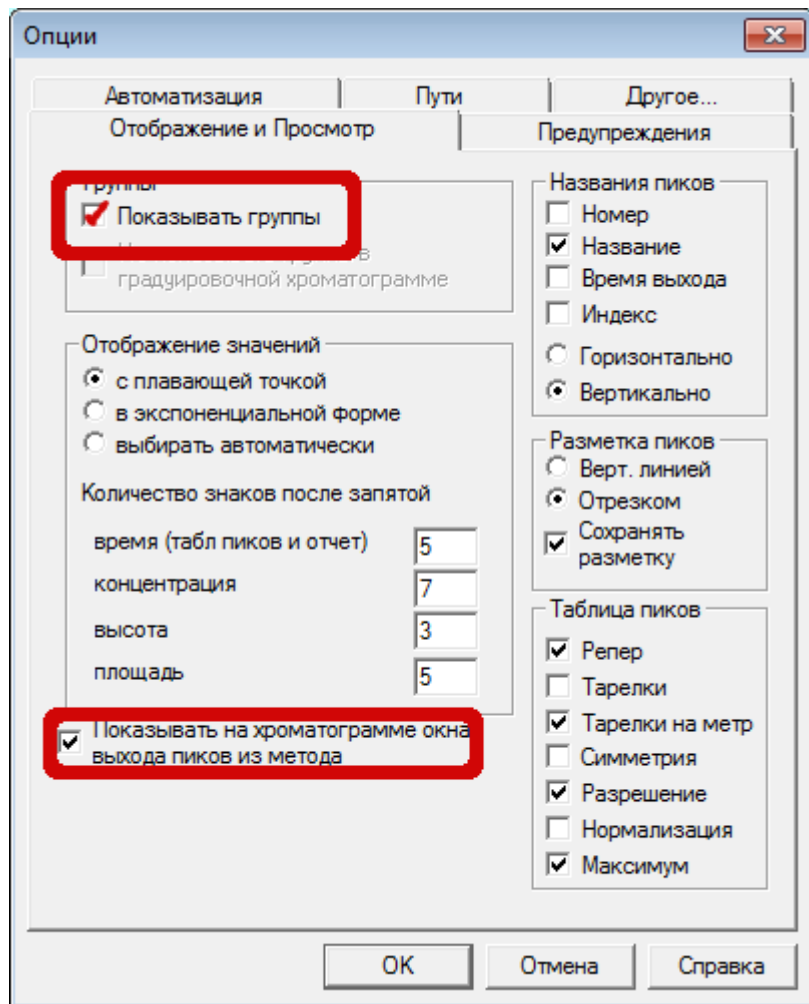 Опции
Автоматизация
Пути
Другое...
Отображение и Просмотр
Предупреждения
Показывать группы
в
градуировочной хроматограмме
Отображение значений
с плавающей точкой
в экспоненциальной форме
выбирать автоматически
Количество знаков после запятой
время (табл пиков и отчет)
5
концентрация
7
высота
3
площадь
5
Показывать на хроматограмме окна
выхода пиков из метода
Названия пиков
Номер
Название
Время выхода
Индекс
Горизонтально
Вертикально
Разметка пиков
Верт. линией
Отрезком
Сохранять
разметку
Таблица пиков
Репер
Тарелки
Тарелки на метр
Симметрия
Разрешение
Нормализация
Максимум
OK
Отмена
Справка